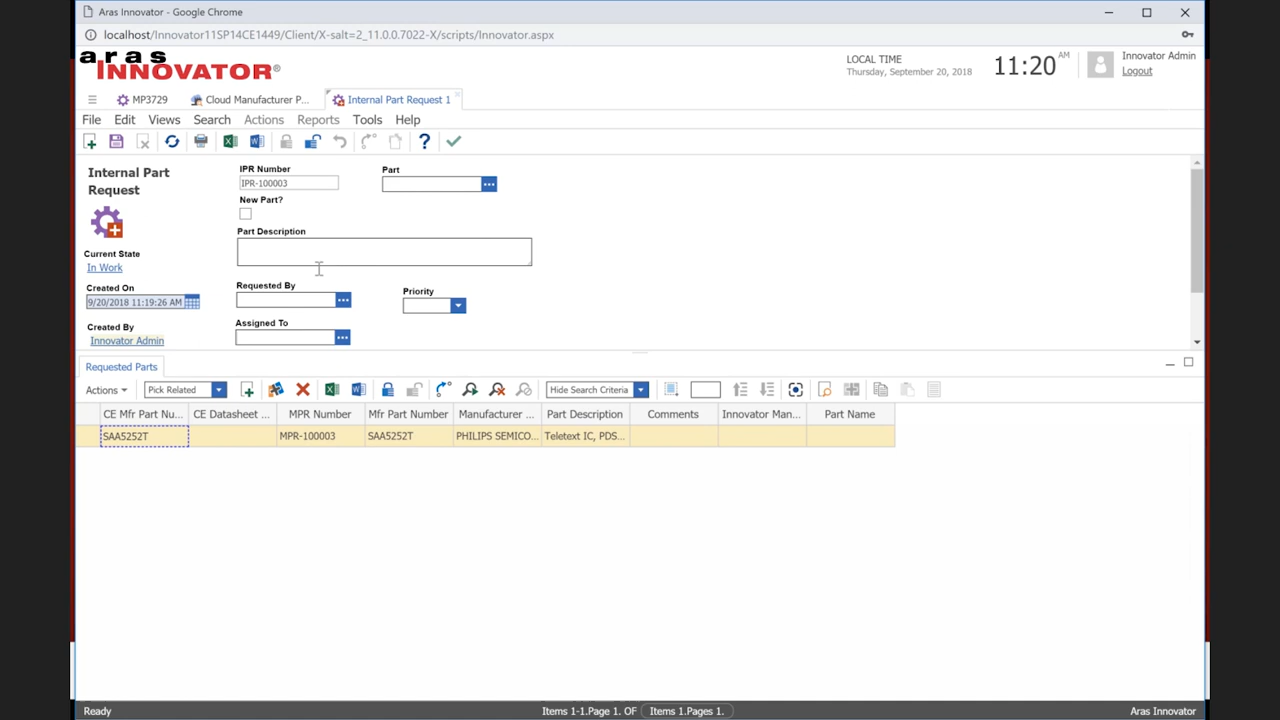 Aras Innovator - Google Chrome
localhost/Innovator11SP14CE1449/Client/X-salt=2_11.0.0.7022-X/scripts/Innovator.aspx
aras
INNOVATOR®
LOCAL TIME
Thursday, September 20, 2018
11:20 AM
Innovator Admin
Logout
MP3729
Cloud Manufacturer P...
Internal Part Request 1
File Edit Views Search Actions Reports Tools Help
Internal Part Request
IPR Number
IPR-100003
Part
New Part?
Part Description
Current State
In Work
Created On
9/20/2018 11:19:26 AM
Requested By
Priority
Created By
Innovator Admin
Assigned To
Requested Parts
Actions Pick Related Hide Search Criteria
CE Mfr Part Nu... CE Datasheet ... MPR Number Mfr Part Number Manufacturer ... Part Description Comments Innovator Man... Part Name
SAA5252T MPR-100003 SAA5252T PHILIPS SEMICO... Teletext IC, PDS...
Ready Items 1-1.Page 1. OF Items 1.Pages 1. Aras Innovator